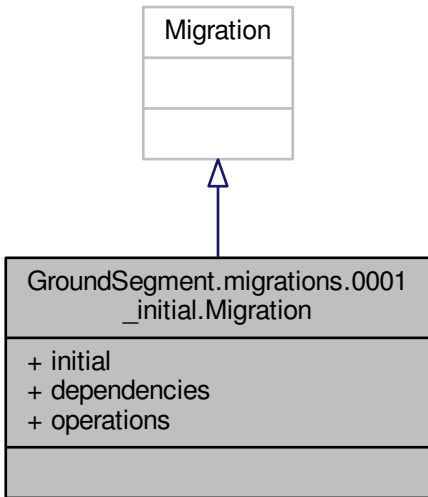 Migration
GroundSegment.migrations.0001
_initial.Migration
+ initial
+ dependencies
+ operations